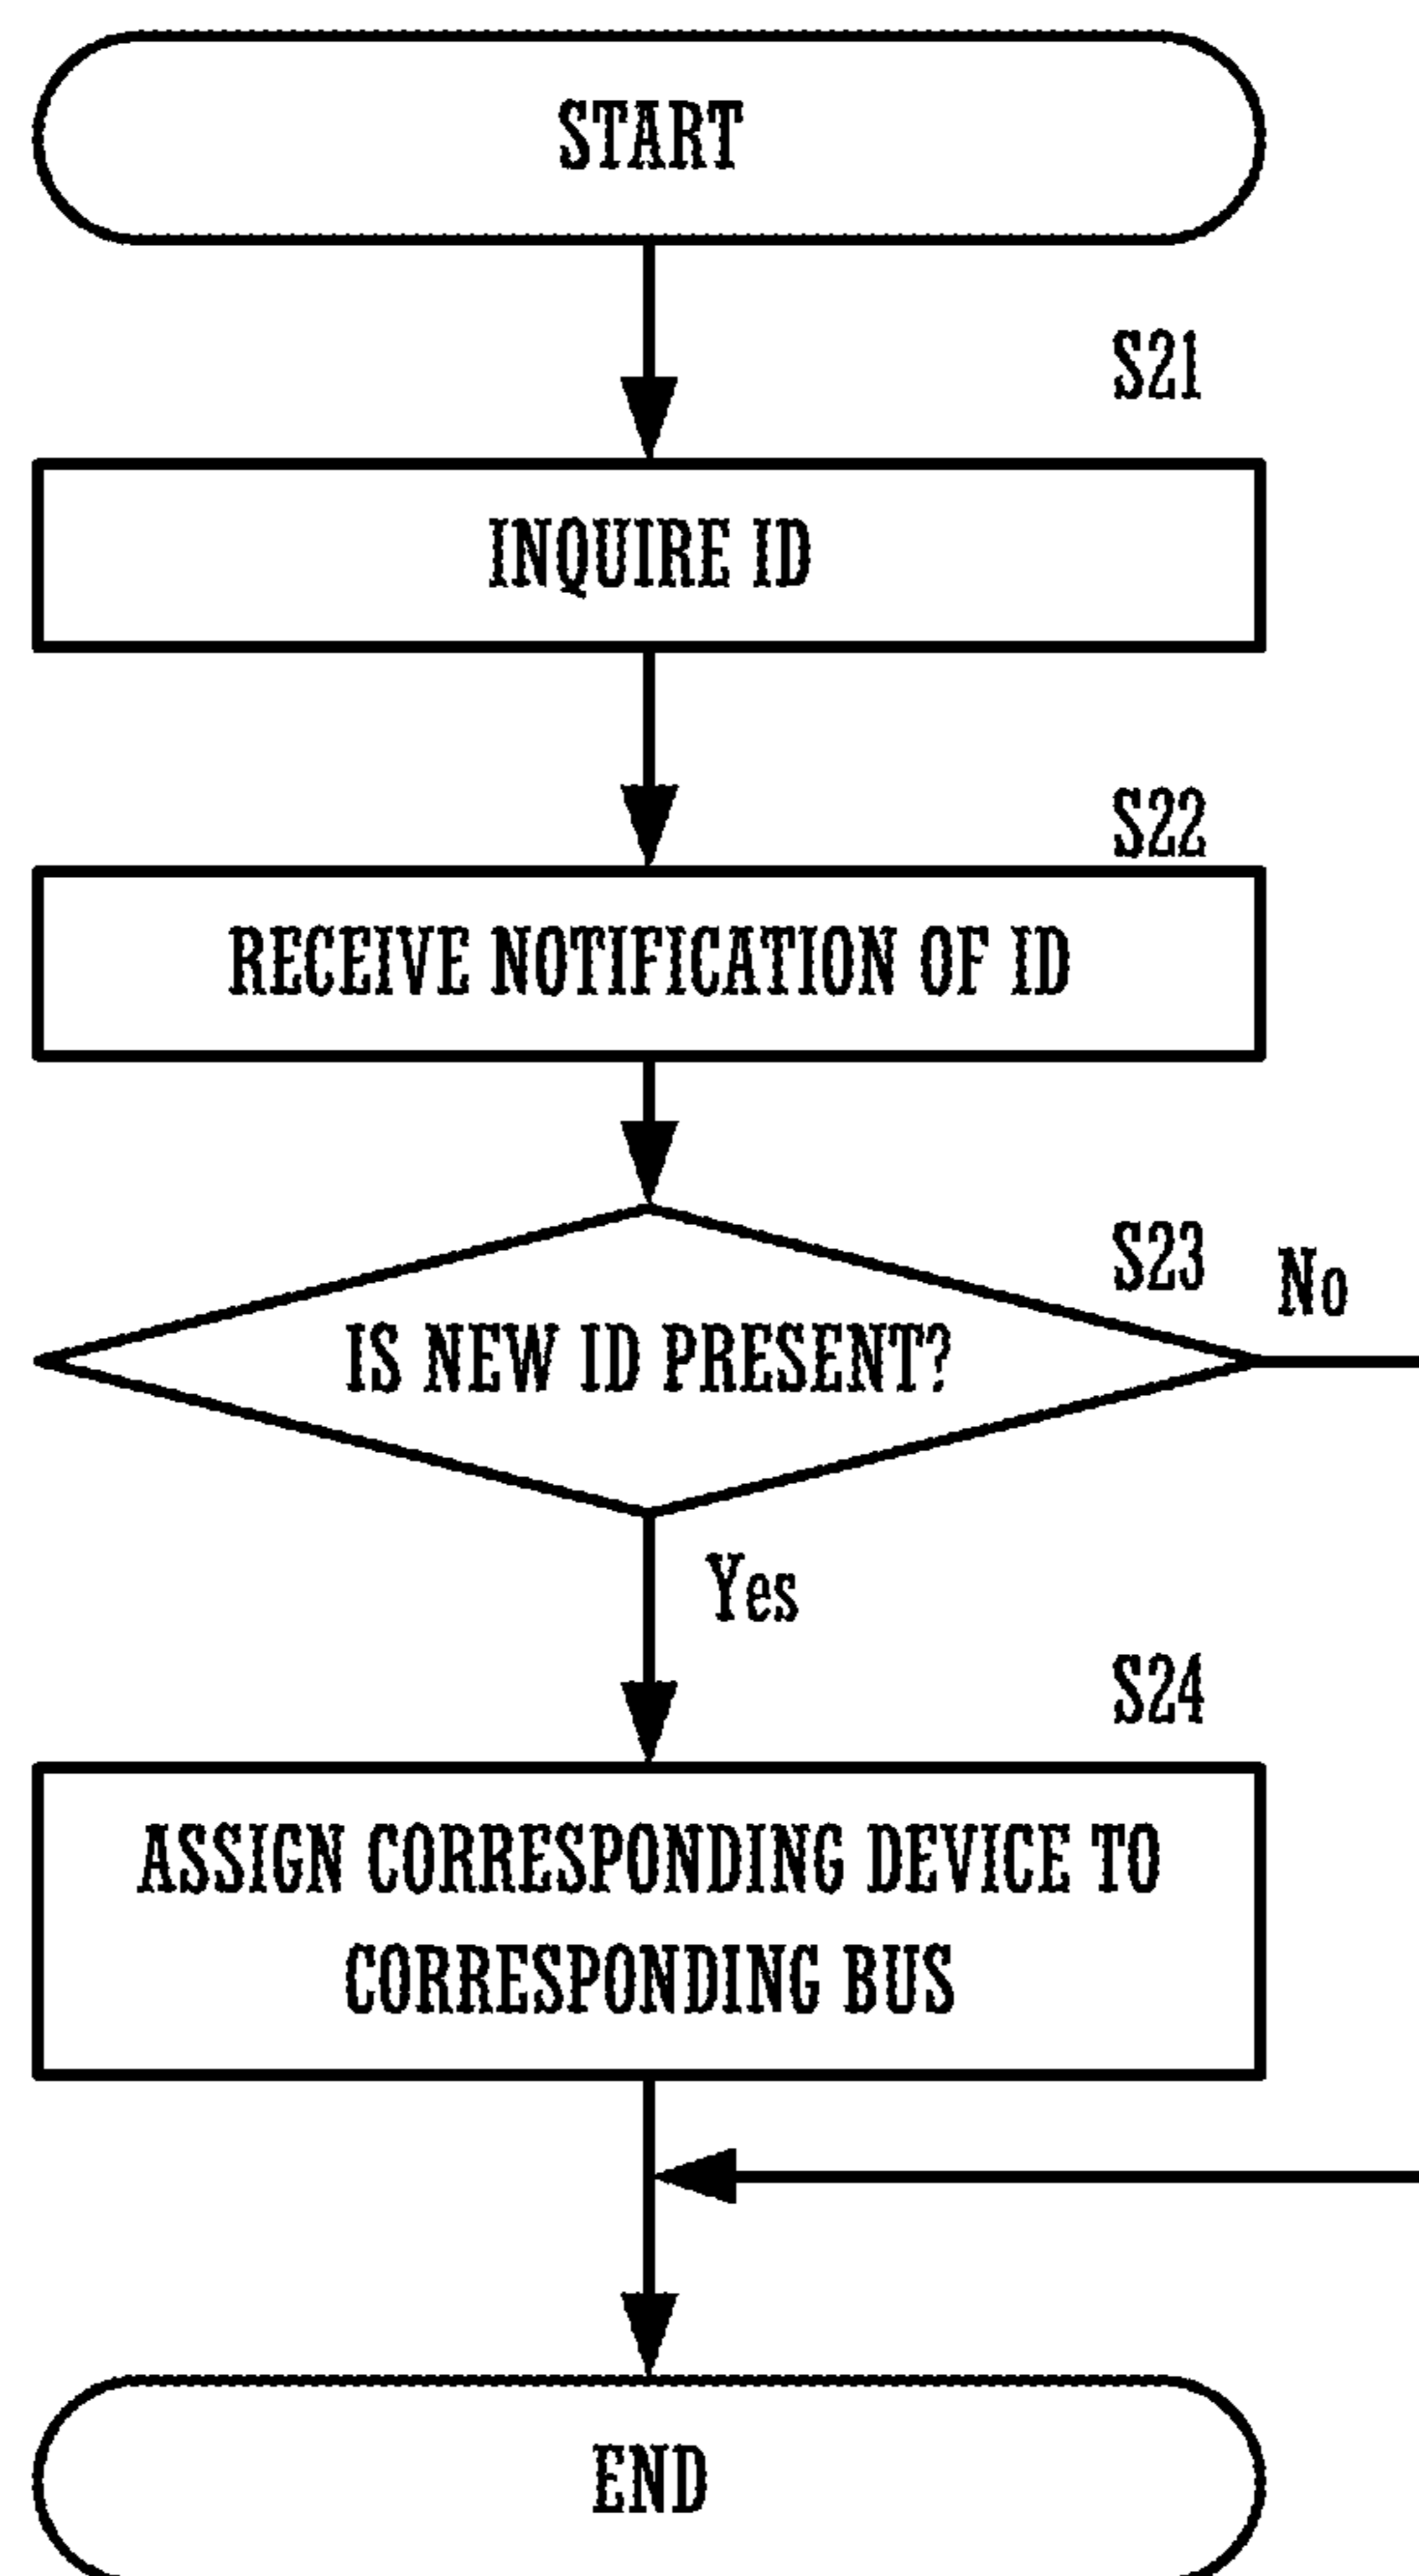 START
S21
INQUIRE ID
S22
RECEIVE NOTIFICATION OF ID
S23
No
IS NEW ID PRESENT?
Yes
S24
ASSIGN CORRESPONDING DEVICE TO
CORRESPONDING BUS
END